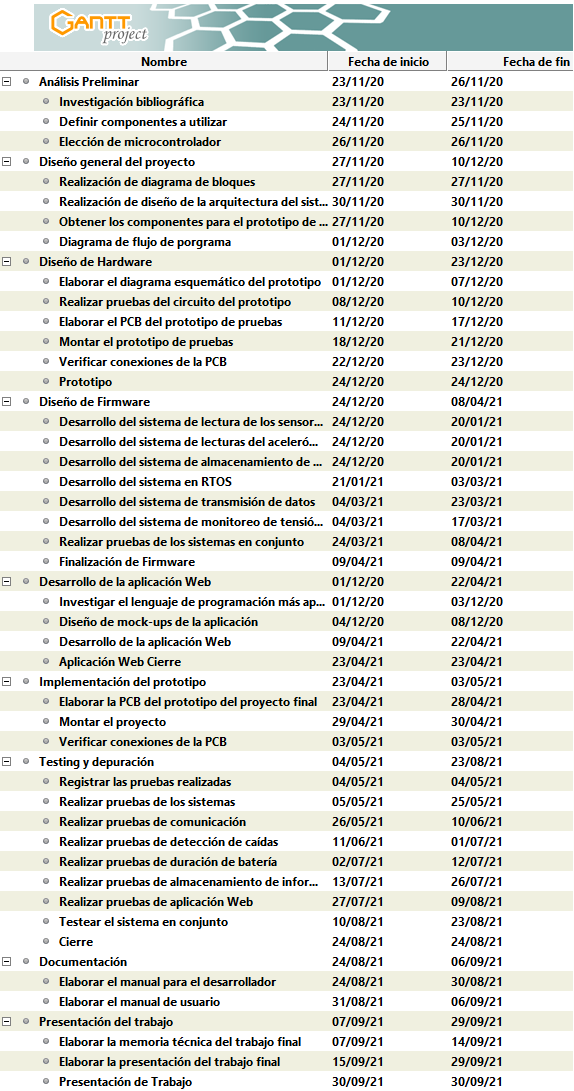 GANTT
project
Nombre Fecha de inicio Fecha de fin
Análisis Preliminar 23/11/20 26/11/20
Investigación bibliográfica 23/11/20 23/11/20
Definir componentes a utilizar 24/11/20 25/11/20
Elección de microcontrolador 26/11/20 26/11/20
Diseño general del proyecto 27/11/20 10/12/20
Realización de diagrama de bloques 27/11/20 27/11/20
Realización de diseño de la arquitectura del sist... 30/11/20 30/11/20
Obtener los componentes para el prototipo de ... 27/11/20 10/12/20
Diagrama de flujo de porgrama 01/12/20 03/12/20
Diseño de Hardware 01/12/20 23/12/20
Elaborar el diagrama esquemático del prototipo 01/12/20 07/12/20
Realizar pruebas del circuito del prototipo 08/12/20 10/12/20
Elaborar el PCB del prototipo de pruebas 11/12/20 17/12/20
Montar el prototipo de pruebas 18/12/20 21/12/20
Verificar conexiones de la PCB 22/12/20 23/12/20
Prototipo 24/12/20 24/12/20
Diseño de Firmware 24/12/20 08/04/21
Desarrollo del sistema de lectura de los sensor... 24/12/20 20/01/21
Desarrollo del sistema de lecturas del aceleró... 24/12/20 20/01/21
Desarrollo del sistema de almacenamiento de ... 24/12/20 20/01/21
Desarrollo del sistema en RTOS 21/01/21 03/03/21
Desarrollo del sistema de transmisión de datos 04/03/21 23/03/21
Desarrollo del sistema de monitoreo de tensió... 04/03/21 17/03/21
Realizar pruebas de los sistemas en conjunto 24/03/21 08/04/21
Finalización de Firmware 09/04/21 09/04/21
Desarrollo de la aplicación Web 01/12/20 22/04/21
Investigar el lenguaje de programación más ap... 01/12/20 03/12/20
Diseño de mock-ups de la aplicación 04/12/20 08/12/20
Desarrollo de la aplicación Web 09/04/21 22/04/21
Aplicación Web Cierre 23/04/21 23/04/21
Implementación del prototipo 23/04/21 03/05/21
Elaborar la PCB del prototipo del proyecto final 23/04/21 28/04/21
Montar el proyecto 29/04/21 30/04/21
Verificar conexiones de la PCB 03/05/21 03/05/21
Testing y depuración 04/05/21 23/08/21
Registrar las pruebas realizadas 04/05/21 04/05/21
Realizar pruebas de los sistemas 05/05/21 25/05/21
Realizar pruebas de comunicación 26/05/21 10/06/21
Realizar pruebas de detección de caídas 11/06/21 01/07/21
Realizar pruebas de duración de batería 02/07/21 12/07/21
Realizar pruebas de almacenamiento de infor... 13/07/21 26/07/21
Realizar pruebas de aplicación Web 27/07/21 09/08/21
Testear el sistema en conjunto 10/08/21 23/08/21
Cierre 24/08/21 24/08/21
Documentación 24/08/21 06/09/21
Elaborar el manual para el desarrollador 24/08/21 30/08/21
Elaborar el manual de usuario 31/08/21 06/09/21
Presentación del trabajo 07/09/21 29/09/21
Elaborar la memoria técnica del trabajo final 07/09/21 14/09/21
Elaborar la presentación del trabajo final 15/09/21 29/09/21
Presentación de Trabajo 30/09/21 30/09/21